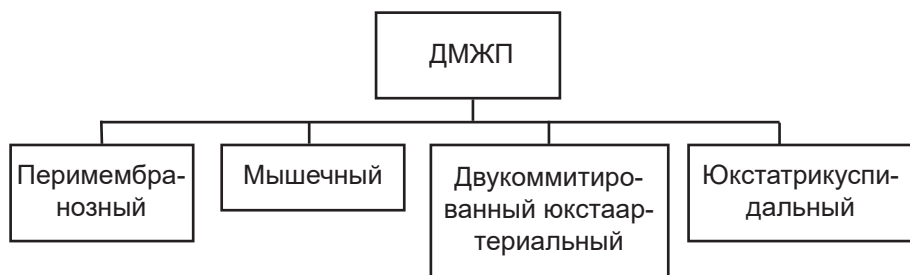 ДМЖП
Перимембра-
нозный
Мышечный
Двукоммитиро-
ванный юкстаар-
териальный
Юкстатрикуспи-
дальный